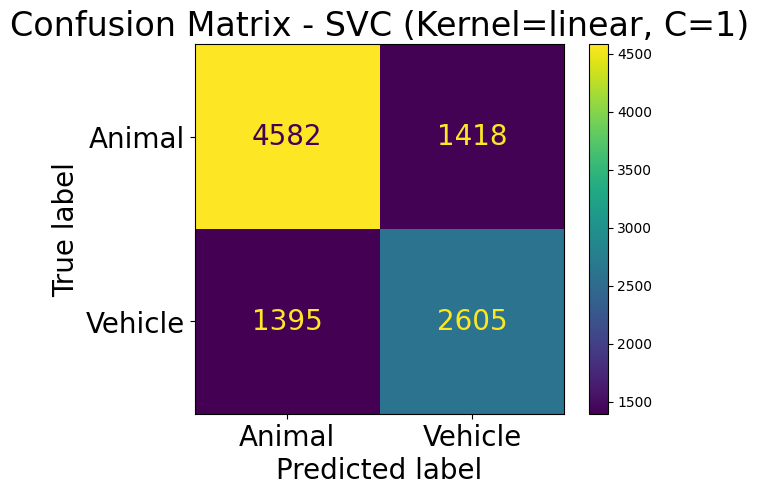 Confusion Matrix - SVC (Kernel=linear, C=1)
True label
Animal
Vehicle
4582
1418
1395
2605
Animal
Vehicle
Predicted label
4500
4000
3500
3000
2500
2000
1500